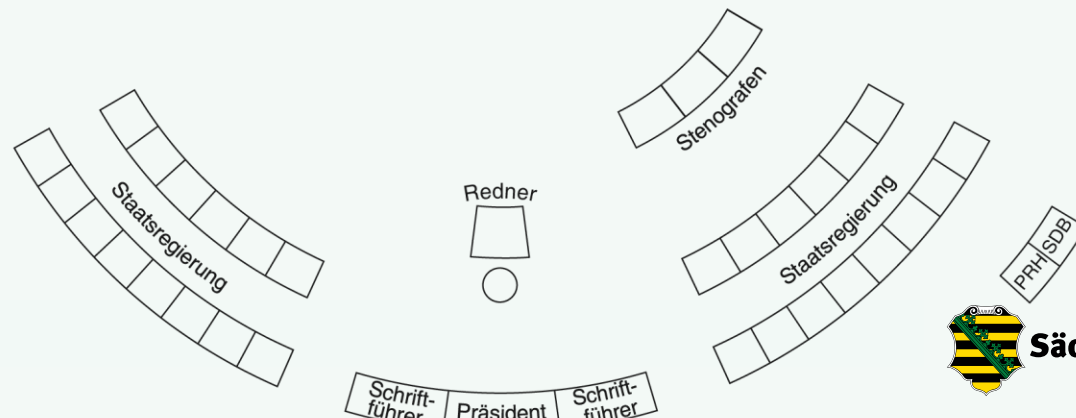 Stenografen
Redner
Staatsregierung
Staatsregierung
SDB
PRH
Schrift-
führer
Präsident
Schrift-
führer